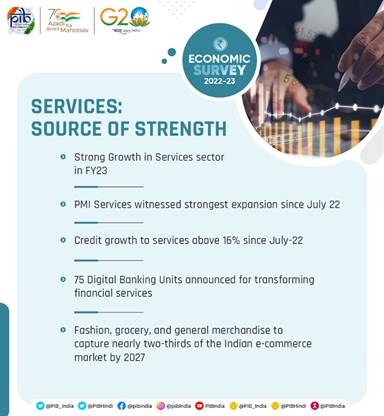 pib
75
Azadi Ka
Amrit Mahotsav
G20
ECONOMIC
SURVEY
2022-23
SERVICES:
SOURCE OF STRENGTH
Strong Growth in Services sector
in FY23
PMI Services witnessed strongest expansion since July 22
Credit growth to services above 16% since July-22
75 Digital Banking Units announced for transforming
financial services
Fashion, grocery, and general merchandise to
capture nearly two-thirds of the Indian e-commerce
market by 2027
@PIB_India @PIBHindi @pibindia @pibindia PIBIndia @PIB_India @PIBHindi @PIBIndia